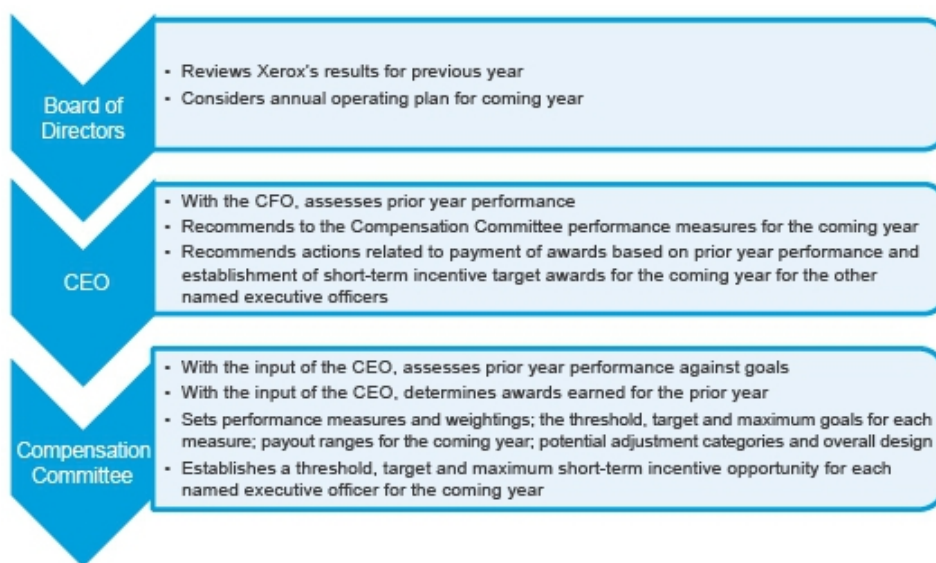 Board of
Directors
• Reviews Xerox's results for previous year
• Considers annual operating plan for coming year
CEO
• With the CFO, assesses prior year performance
• Recommends to the Compensation Committee performance measures for the coming year
• Recommends actions related to payment of awards based on prior year performance and
establishment of short-term incentive target awards for the coming year for the other
named executive officers
Compensation
Committee
• With the input of the CEO, assesses prior year performance against goals
• With the input of the CEO, determines awards earned for the prior year
• Sets performance measures and weightings; the threshold, target and maximum goals for each
measure; payout ranges for the coming year; potential adjustment categories and overall design
• Establishes a threshold, target and maximum short-term incentive opportunity for each
named executive officer for the coming year